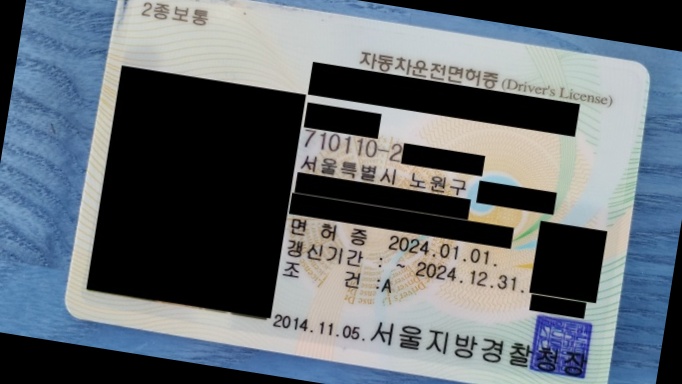 2종보통
자동차운전면허증 (Driver's License)
710110-2
서울특별시 노원구
면 허 증 2024.01.01.
갱신기간 : ~ 2024.12.31.
조 건 :A
2014.11.05. 서울지방경찰청장